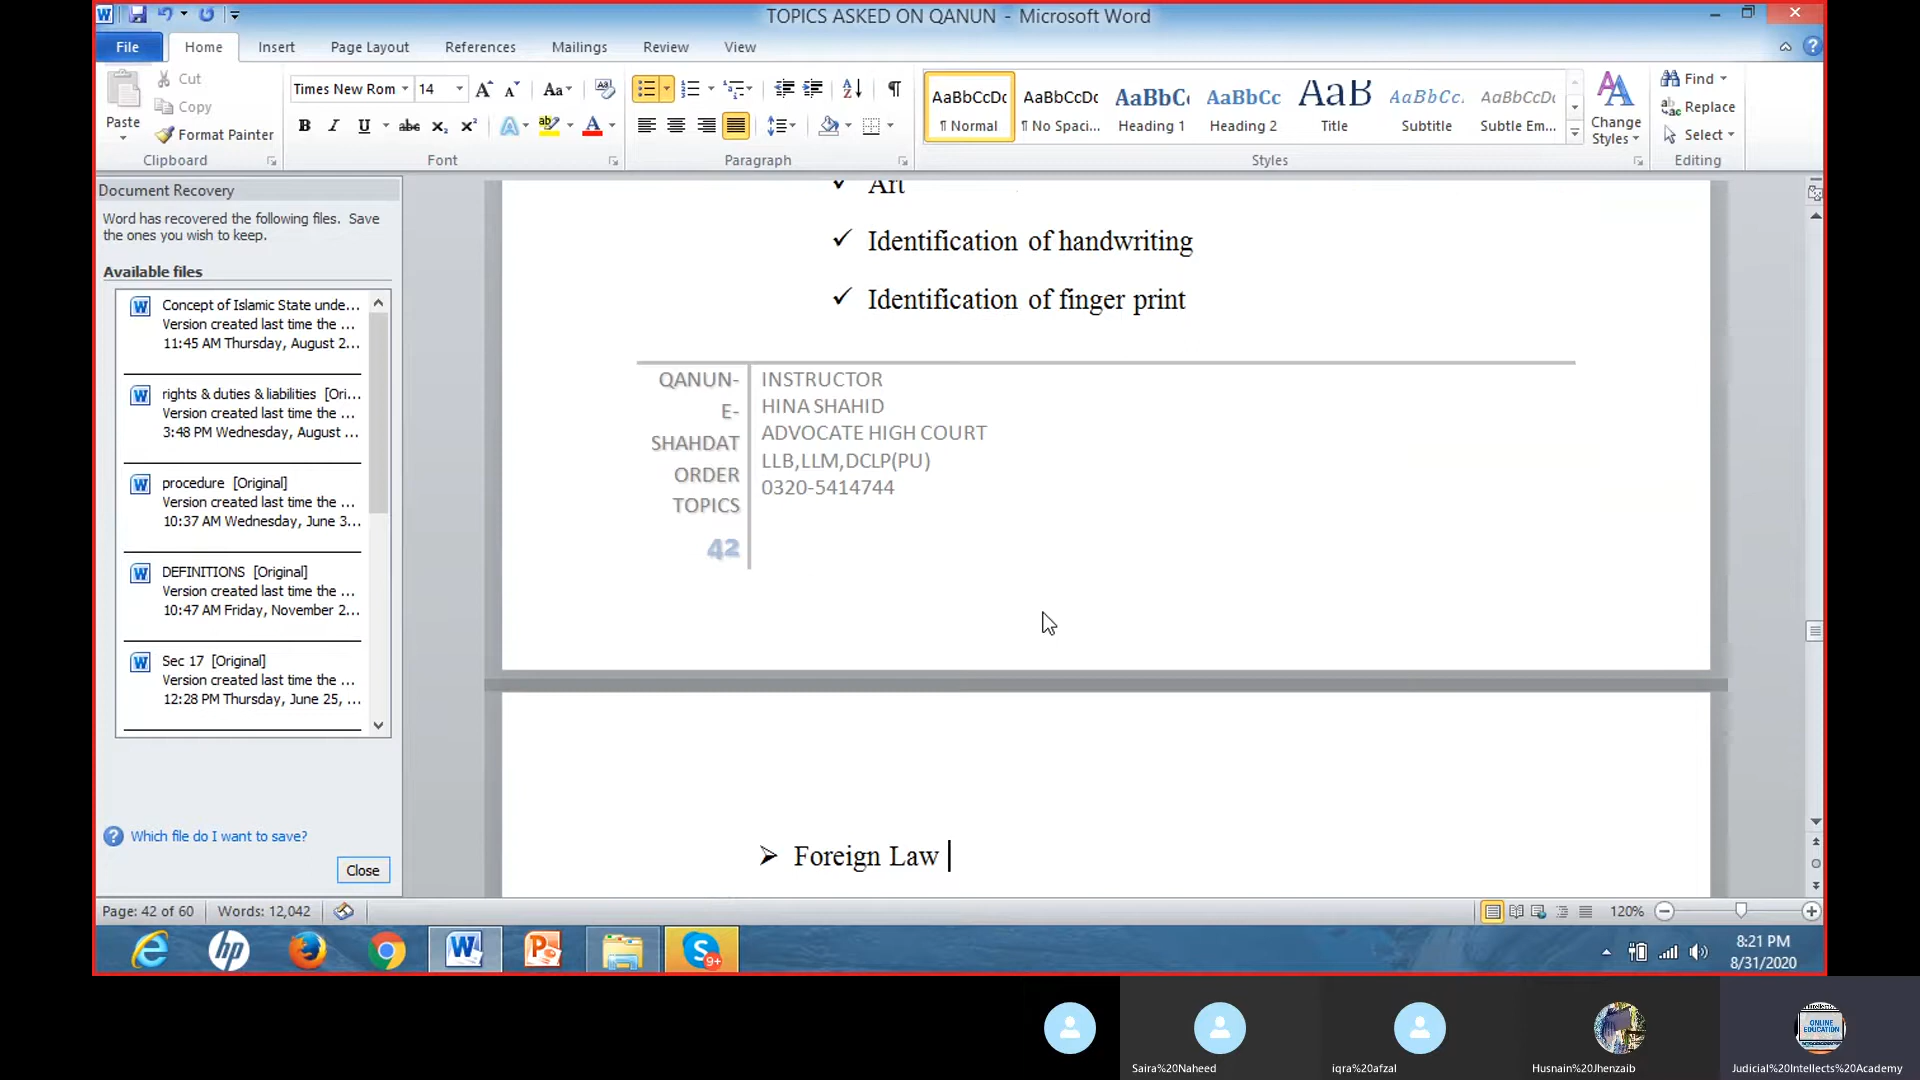 TOPICS ASKED ON QANUN - Microsoft Word
File Home Insert Page Layout References Mailings Review View
Paste
Cut
Copy
Format Painter
Clipboard
Times New Rom 14
Font
Paragraph
AaBbCcDc AaBbCcDc AaBbC AaBbCc AaB AaBbCc. AaBbCcDc
¶ Normal ¶ No Spaci... Heading 1 Heading 2 Title Subtitle Subtle Em...
Change
Styles
Styles
Find
Replace
Select
Editing
Document Recovery
Word has recovered the following files. Save
the ones you wish to keep.
Available files
Concept of Islamic State unde...
Version created last time the ...
11:45 AM Thursday, August 2...
rights & duties & liabilities [Ori...
Version created last time the ...
3:48 PM Wednesday, August ...
procedure [Original]
Version created last time the ...
10:37 AM Wednesday, June 3...
DEFINITIONS [Original]
Version created last time the ...
10:47 AM Friday, November 2...
Sec 17 [Original]
Version created last time the ...
12:28 PM Thursday, June 25, ...
Which file do I want to save?
Close
✓ Art
✓ Identification of handwriting
✓ Identification of finger print
QANUN-
E-
SHAHDAT
ORDER
TOPICS
42
INSTRUCTOR
HINA SHAHID
ADVOCATE HIGH COURT
LLB,LLM,DCLP(PU)
0320-5414744
➢ Foreign Law
Page: 42 of 60 Words: 12,042 120%
9+
8:21 PM
8/31/2020
ONLINE
EDUCATION
Saira%20Naheed iqra%20afzal Husnain%20Jhenzaib Judicial%20Intellects%20Academy